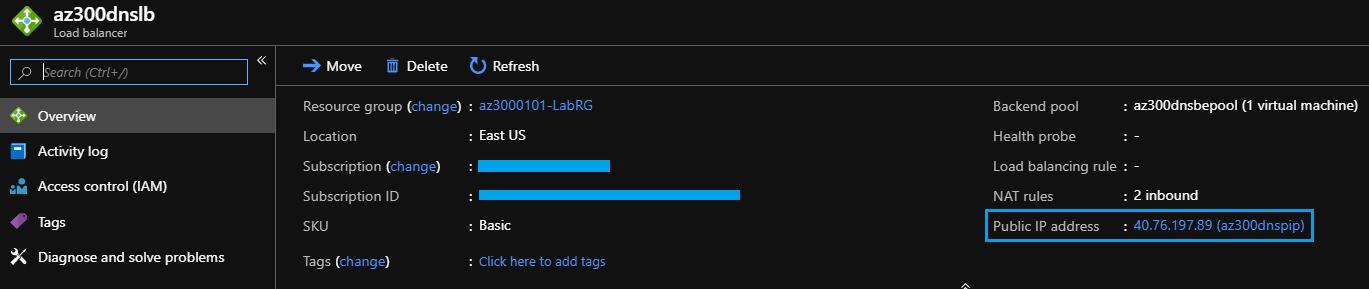 az300dnslb
Load balancer
Search (Ctrl+/)
«
Overview
Activity log
Access control (IAM)
Tags
Diagnose and solve problems
Move Delete Refresh
Resource group (change) : az3000101-LabRG
Location : East US
Subscription (change) :
Subscription ID :
SKU : Basic
Tags (change) : Click here to add tags
Backend pool : az300dnsbepool (1 virtual machine)
Health probe : -
Load balancing rule : -
NAT rules : 2 inbound
Public IP address : 40.76.197.89 (az300dnspip)